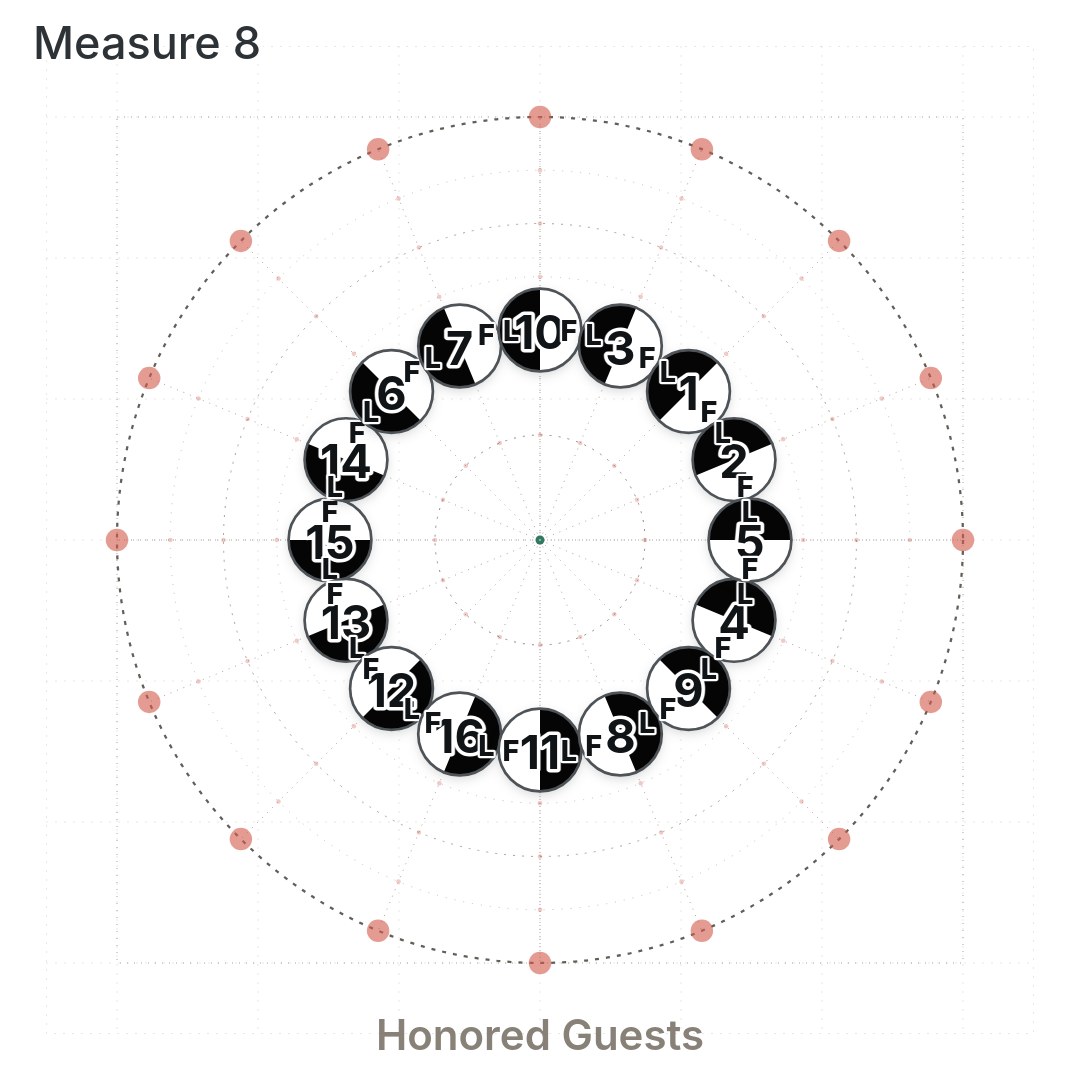 Measure 8
L 10 F
F 7 L
L 3 F
F 6 L
L 1 F
F 14 L
L 2 F
F 15 L
L 5 F
F 13 L
L 4 F
F 12 L
L 9 F
F 16 L
F 11 L
F 8 L
Honored Guests